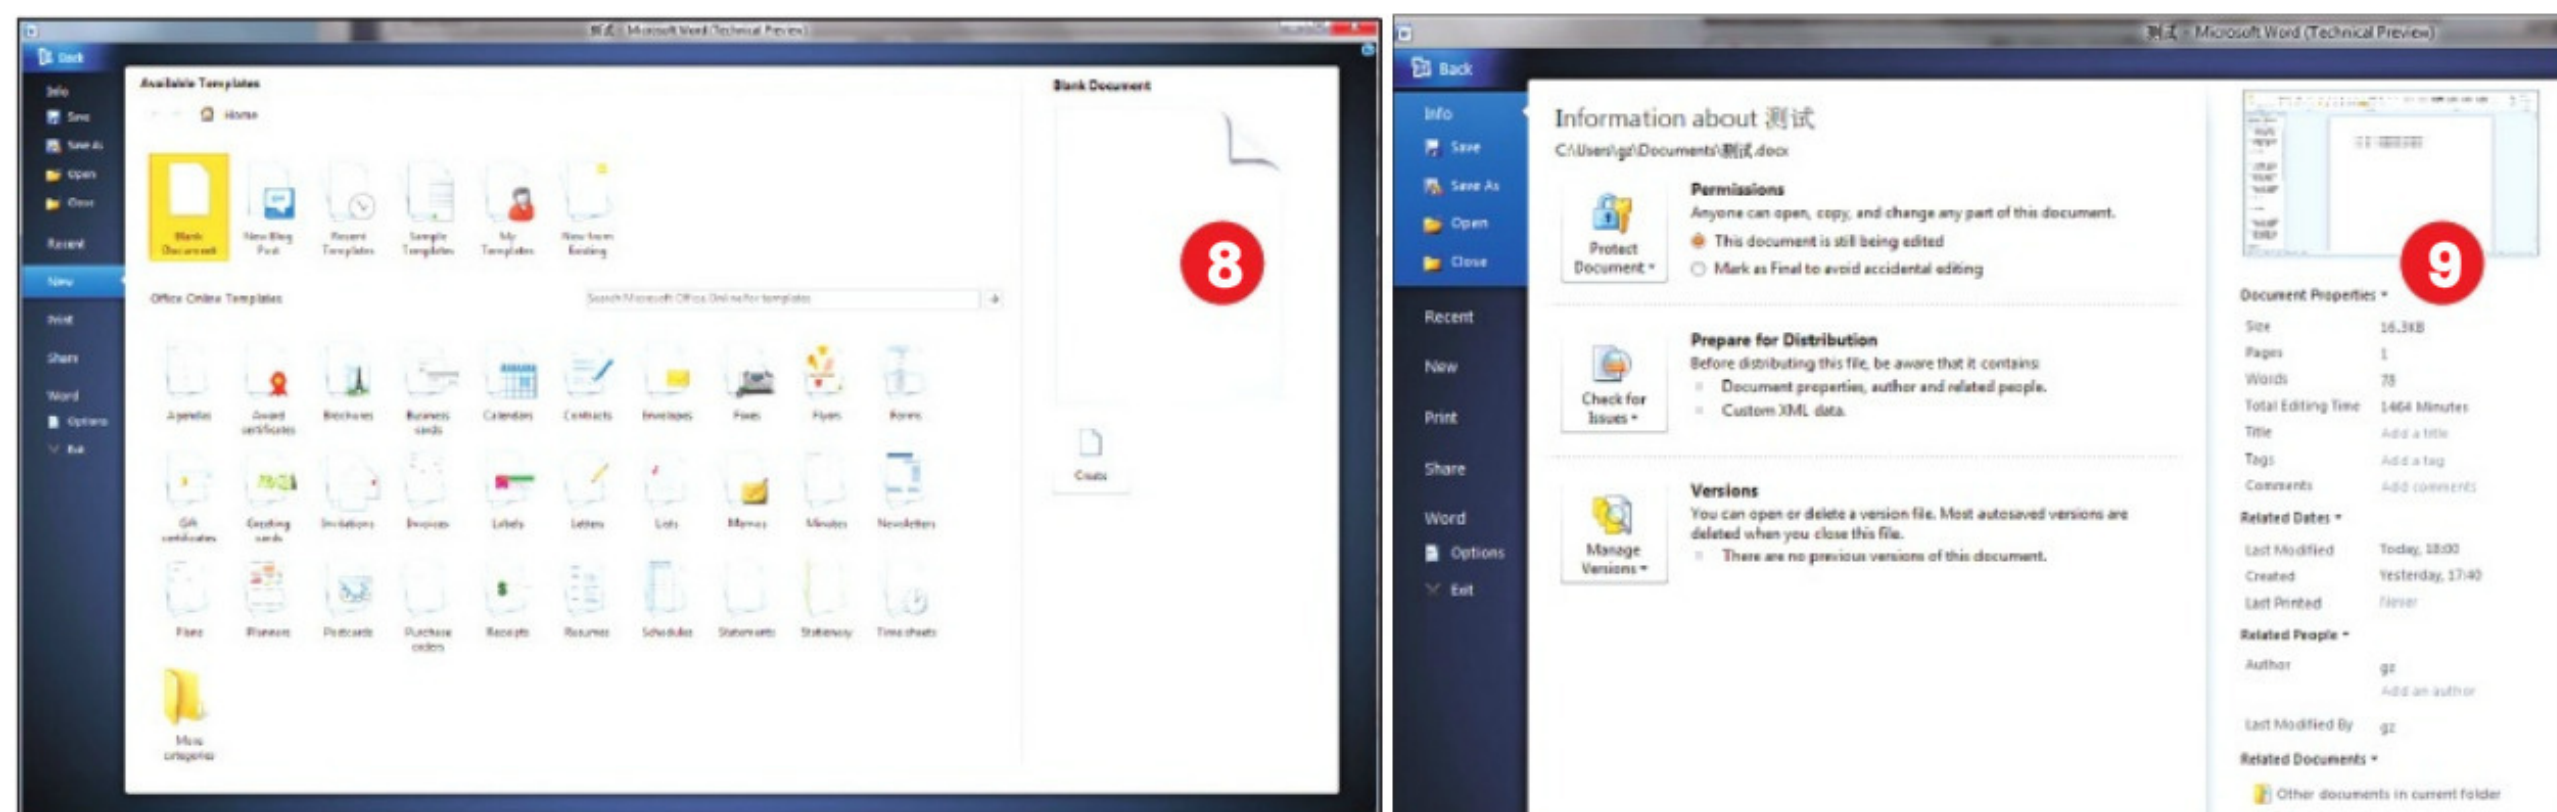 测试 - Microsoft Word (Technical Preview)
Back
Info
Save
Save As
Open
Close
Recent
New
Print
Share
Word
Options
Exit
Available Templates
Home
Blank
Document
New Blog
Post
Recent
Templates
Sample
Templates
My
Templates
New from
Existing
Office Online Templates
Search Microsoft Office Online for templates
Agendas
Award
certificates
Brochures
Business
cards
Calendars
Contracts
Envelopes
Faxes
Flyers
Forms
Gift
certificates
Greeting
cards
Invitations
Invoices
Labels
Letters
Lists
Memos
Minutes
Newsletters
Plans
Planners
Postcards
Purchase
orders
Receipts
Resumes
Schedules
Statements
Stationery
Time sheets
More
categories
Blank Document
8
Create
测试 - Microsoft Word (Technical Preview)
Back
Info
Save
Save As
Open
Close
Recent
New
Print
Share
Word
Options
Exit
Information about 测试
C:\Users\gz\Documents\测试.docx
Protect
Document
Permissions
Anyone can open, copy, and change any part of this document.
This document is still being edited
Mark as Final to avoid accidental editing
Check for
Issues
Prepare for Distribution
Before distributing this file, be aware that it contains:
Document properties, author and related people.
Custom XML data.
Manage
Versions
Versions
You can open or delete a version file. Most autosaved versions are
deleted when you close this file.
There are no previous versions of this document.
9
Document Properties
Size 16.3KB
Pages 1
Words 78
Total Editing Time 1464 Minutes
Title Add a title
Tags Add a tag
Comments Add comments
Related Dates
Last Modified Today, 18:00
Created Yesterday, 17:40
Last Printed Never
Related People
Author gz
Add an author
Last Modified By gz
Related Documents
Other documents in current folder